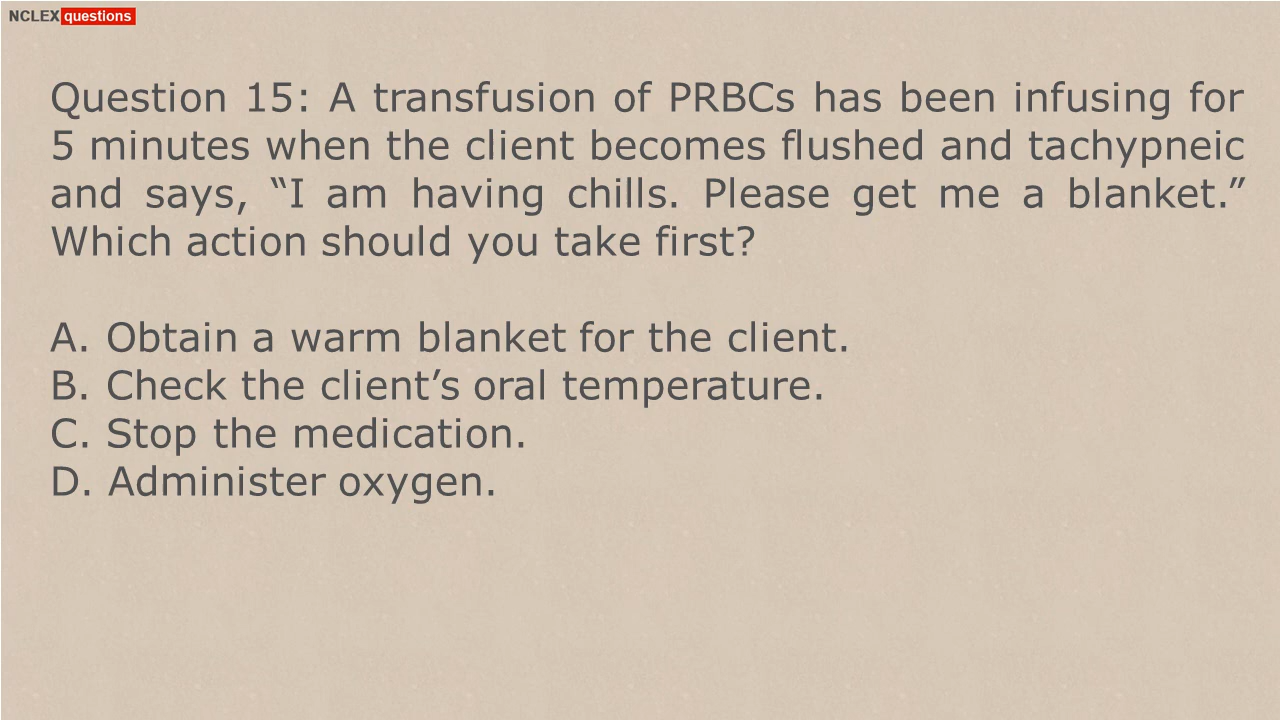 NCLEX questions
Question 15: A transfusion of PRBCs has been infusing for
5 minutes when the client becomes flushed and tachypneic
and says, “I am having chills. Please get me a blanket.”
Which action should you take first?
A. Obtain a warm blanket for the client.
B. Check the client’s oral temperature.
C. Stop the medication.
D. Administer oxygen.